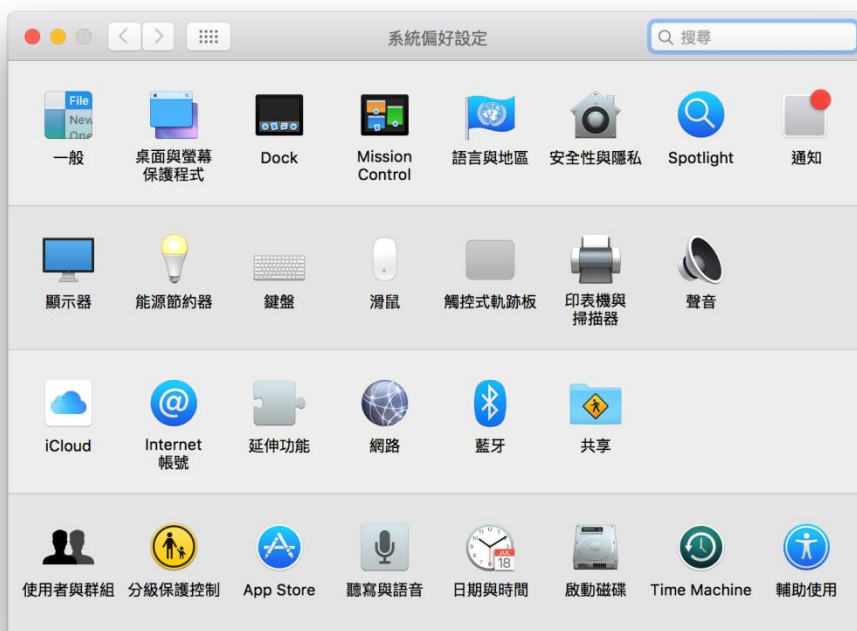 系統偏好設定
搜尋
File
New
Ope
一般
桌面與螢幕
保護程式
Dock
Mission
Control
語言與地區
安全性與隱私
Spotlight
通知
顯示器
能源節約器
鍵盤
滑鼠
觸控式軌跡板
印表機與
掃描器
聲音
iCloud
Internet
帳號
延伸功能
網路
藍牙
共享
使用者與群組
分級保護控制
App Store
聽寫與語音
JUL
18
日期與時間
啟動磁碟
Time Machine
輔助使用